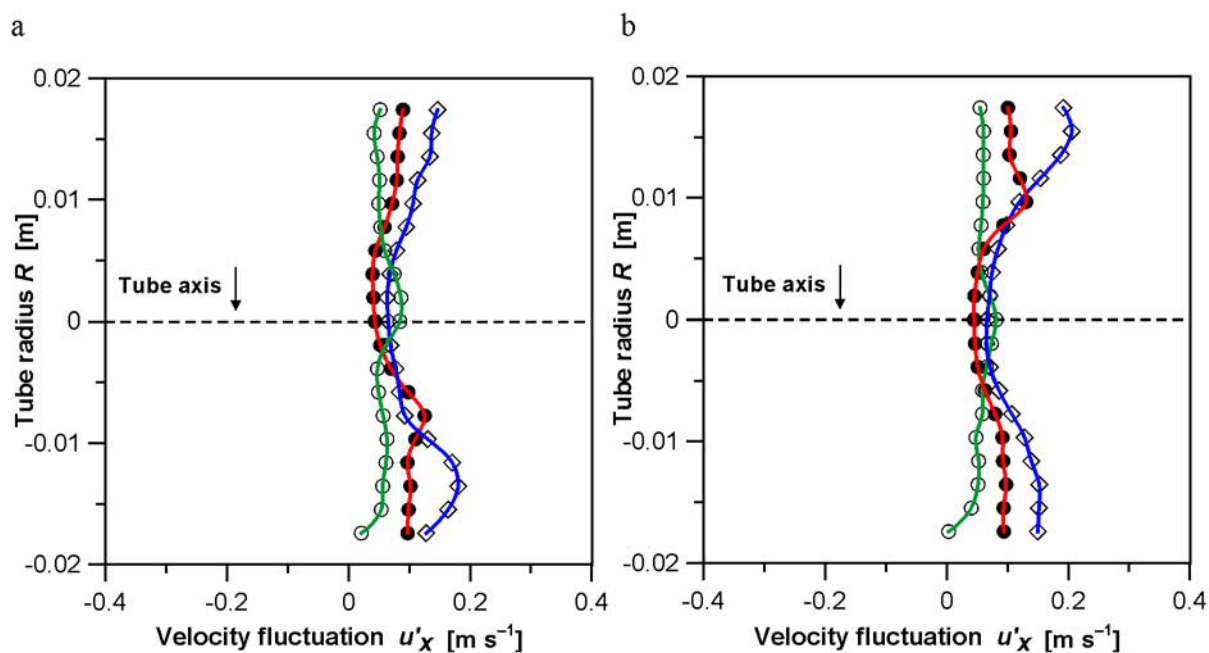 a
0.02
0.01
0
-0.01
-0.02
Tube radius R [m]
Tube axis
-0.4
-0.2
0
0.2
0.4
Velocity fluctuation u'x [m s−1]
b
0.02
0.01
0
-0.01
-0.02
Tube radius R [m]
Tube axis
-0.4
-0.2
0
0.2
0.4
Velocity fluctuation u'x [m s−1]